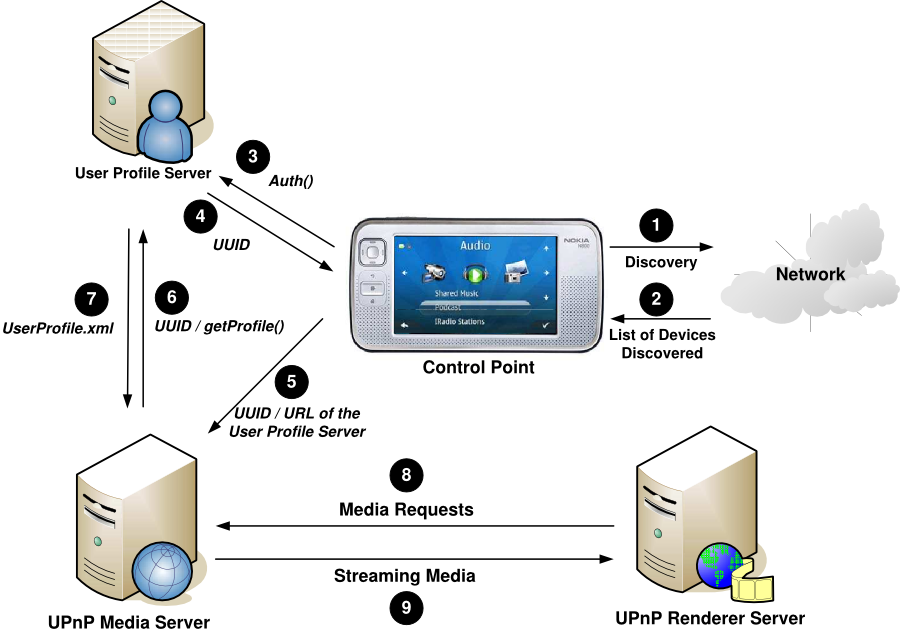 User Profile Server
3
Auth()
4
UUID
1
Discovery
Network
2
List of Devices
Discovered
Audio
NOKIA
Shared Music
Podcast
IRadio Stations
Control Point
7
UserProfile.xml
6
UUID / getProfile()
5
UUID / URL of the
User Profile Server
8
Media Requests
Streaming Media
9
UPnP Media Server
UPnP Renderer Server